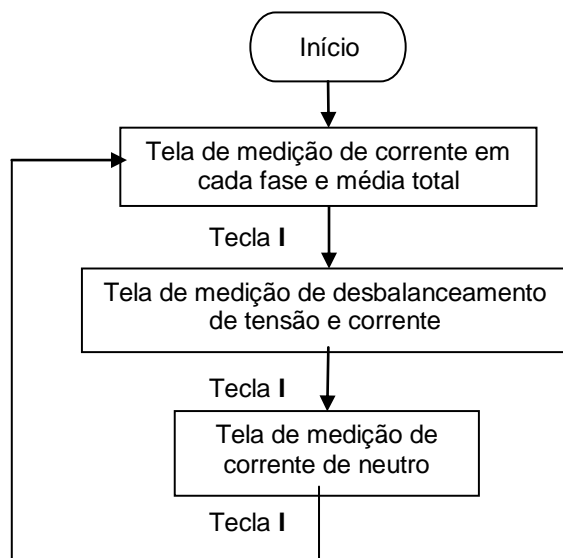 Início
Tela de medição de corrente em
cada fase e média total
Tecla I
Tela de medição de desbalanceamento
de tensão e corrente
Tecla I
Tela de medição de
corrente de neutro
Tecla I